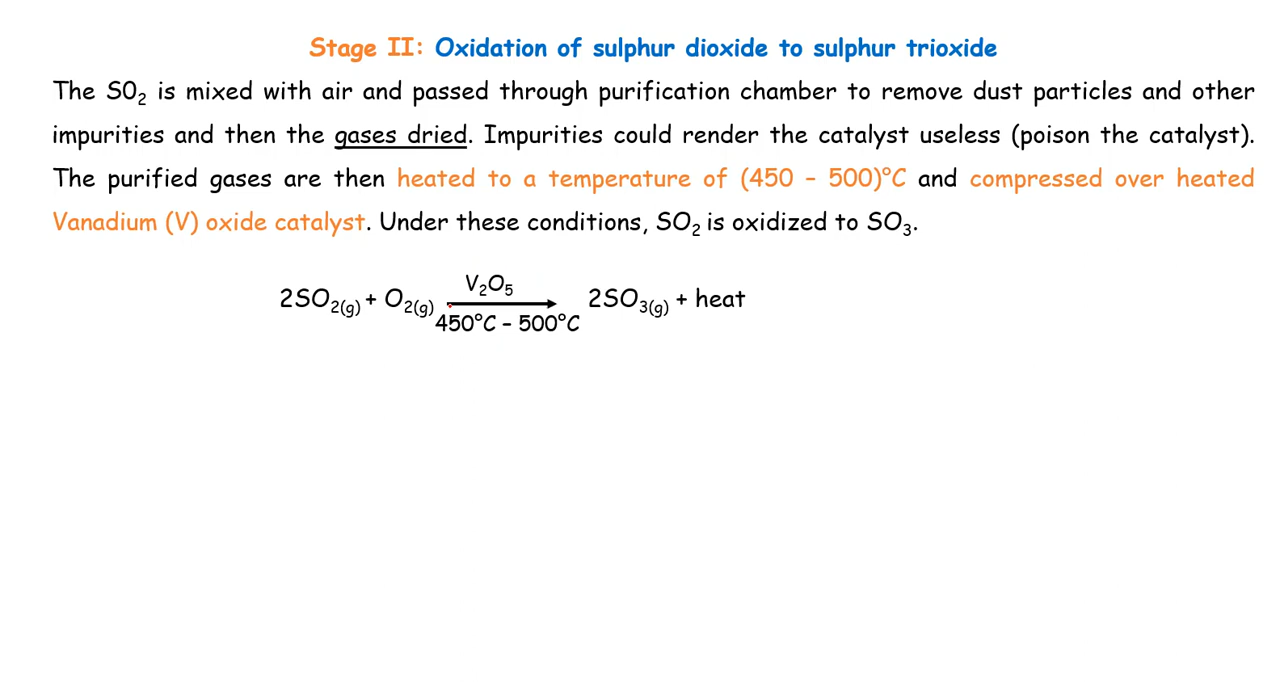 Stage II: Oxidation of sulphur dioxide to sulphur trioxide
The SO₂ is mixed with air and passed through purification chamber to remove dust particles and other
impurities and then the gases dried. Impurities could render the catalyst useless (poison the catalyst).
The purified gases are then heated to a temperature of (450 – 500)°C and compressed over heated
Vanadium (V) oxide catalyst. Under these conditions, SO₂ is oxidized to SO₃.
V₂O₅
2SO₂(g) + O₂(g) → 2SO₃(g) + heat
450°C – 500°C